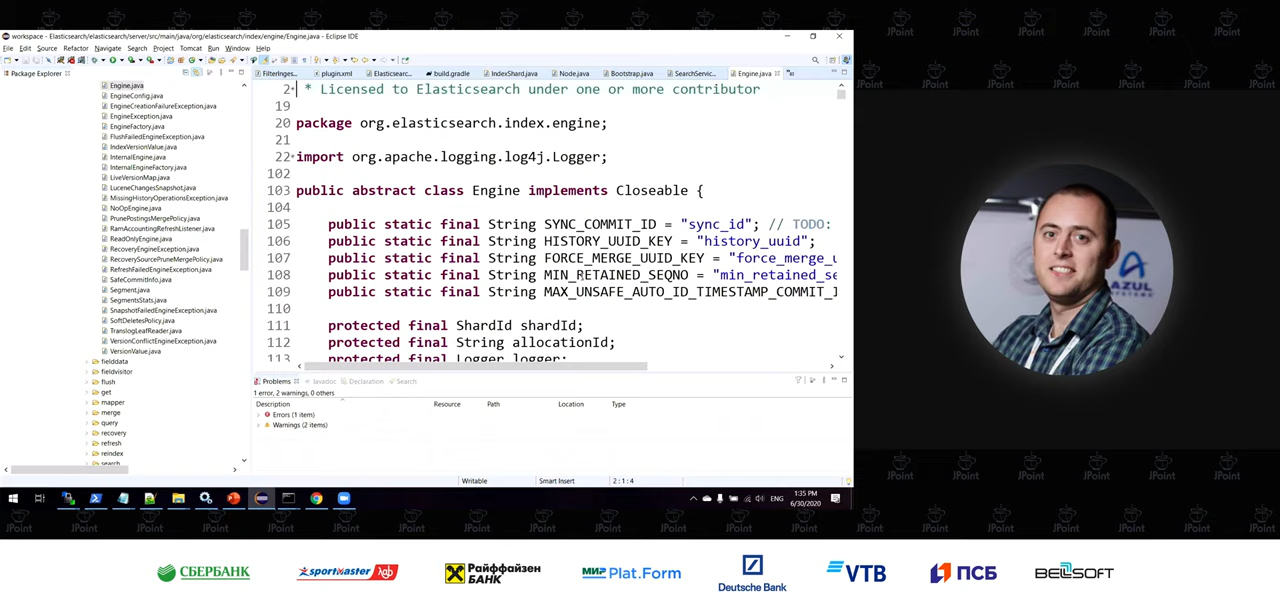 workspace - Elasticsearch/elasticsearch/server/src/main/java/org/elasticsearch/index/engine/Engine.java - Eclipse IDE
File Edit Source Refactor Navigate Search Project Tomcat Run Window Help
Package Explorer
FilterInges...
plugin.xml
Elasticsearc...
build.gradle
IndexShard.java
Node.java
Bootstrap.java
SearchServic...
Engine.java
Engine.java
EngineConfig.java
EngineCreationFailureException.java
EngineException.java
EngineFactory.java
FlushFailedEngineException.java
IndexVersionValue.java
InternalEngine.java
InternalEngineFactory.java
LiveVersionMap.java
LuceneChangesSnapshot.java
MissingHistoryOperationsException.java
NoOpEngine.java
PrunePostingsMergePolicy.java
RamAccountingRefreshListener.java
ReadOnlyEngine.java
RecoveryEngineException.java
RecoverySourcePruneMergePolicy.java
RefreshFailedEngineException.java
SafeCommitInfo.java
Segment.java
SegmentsStats.java
SnapshotFailedEngineException.java
SoftDeletesPolicy.java
TranslogLeafReader.java
VersionConflictEngineException.java
VersionValue.java
fielddata
fieldvisitor
flush
get
mapper
merge
query
recovery
refresh
reindex
search
2 * Licensed to Elasticsearch under one or more contributor
19
20 package org.elasticsearch.index.engine;
21
22 import org.apache.logging.log4j.Logger;
102
103 public abstract class Engine implements Closeable {
104
105 public static final String SYNC_COMMIT_ID = "sync_id"; // TODO:
106 public static final String HISTORY_UUID_KEY = "history_uuid";
107 public static final String FORCE_MERGE_UUID_KEY = "force_merge_u
108 public static final String MIN_RETAINED_SEQNO = "min_retained_se
109 public static final String MAX_UNSAFE_AUTO_ID_TIMESTAMP_COMMIT_I
110
111 protected final ShardId shardId;
112 protected final String allocationId;
113 protected final Logger logger;
Problems Javadoc Declaration Search
1 error, 2 warnings, 0 others
Description Resource Path Location Type
Errors (1 item)
Warnings (2 items)
Writable Smart Insert 2 : 1 : 4
ENG
1:35 PM
6/30/2020
AZUL
SYSTEMS
JPoint
СБЕРБАНК
sportmaster lab
Райффайзен
БАНК
МИР Plat.Form
Deutsche Bank
VTB
ПСБ
BELLSOFT